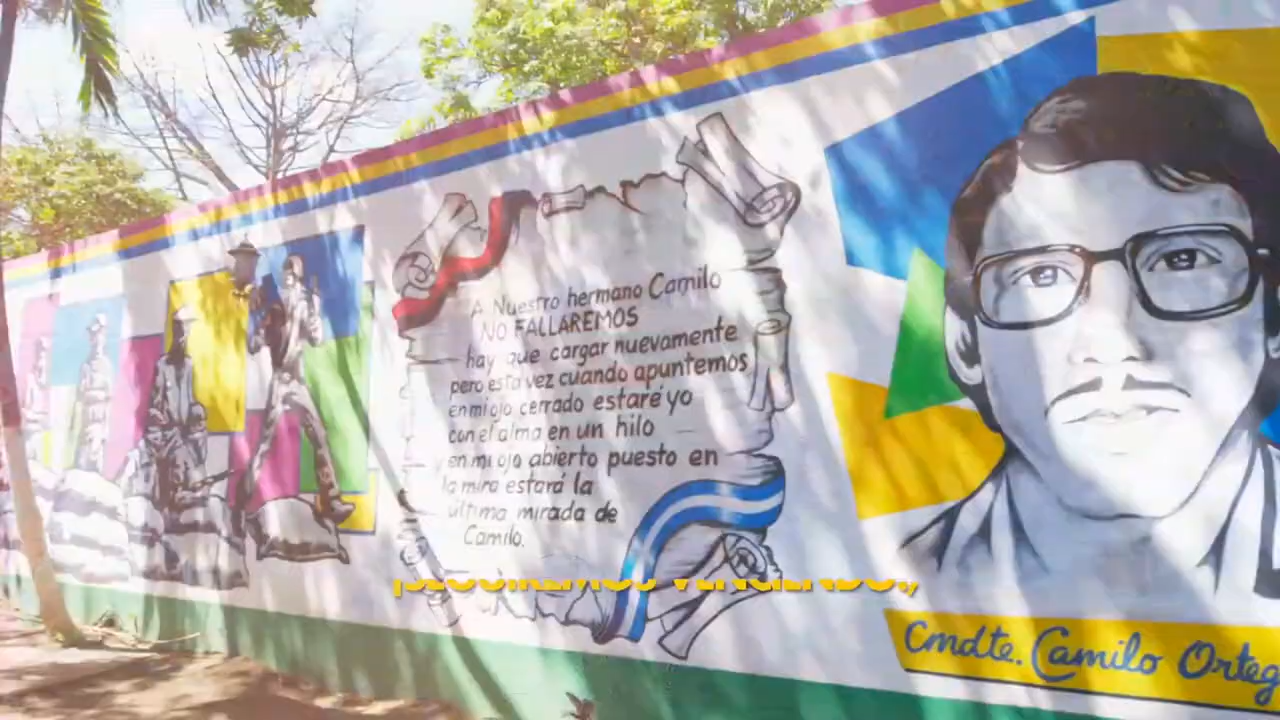 A Nuestro hermano Camilo
NO FALLAREMOS
hay que cargar nuevamente
pero esta vez cuando apuntemos
en mi ojo cerrado estaré yo
con el alma en un hilo
en mi ojo abierto puesto en
la mira estará la
última mirada de
Camilo.
¡SEGUIREMOS VENCIENDO!,
Cmdte. Camilo Orteg